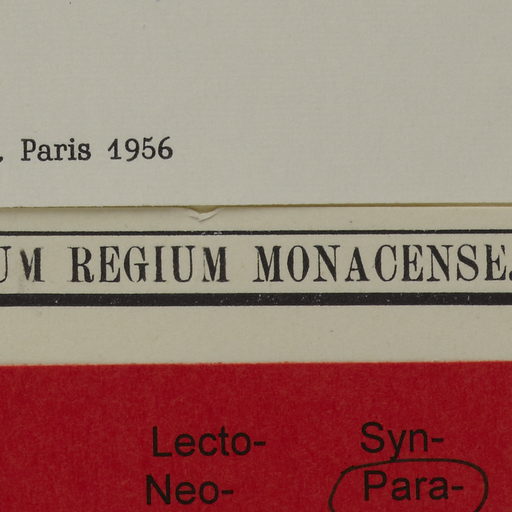 , Paris 1956
UM REGIUM MONACENSE.
Lecto- Syn-
Neo- Para-